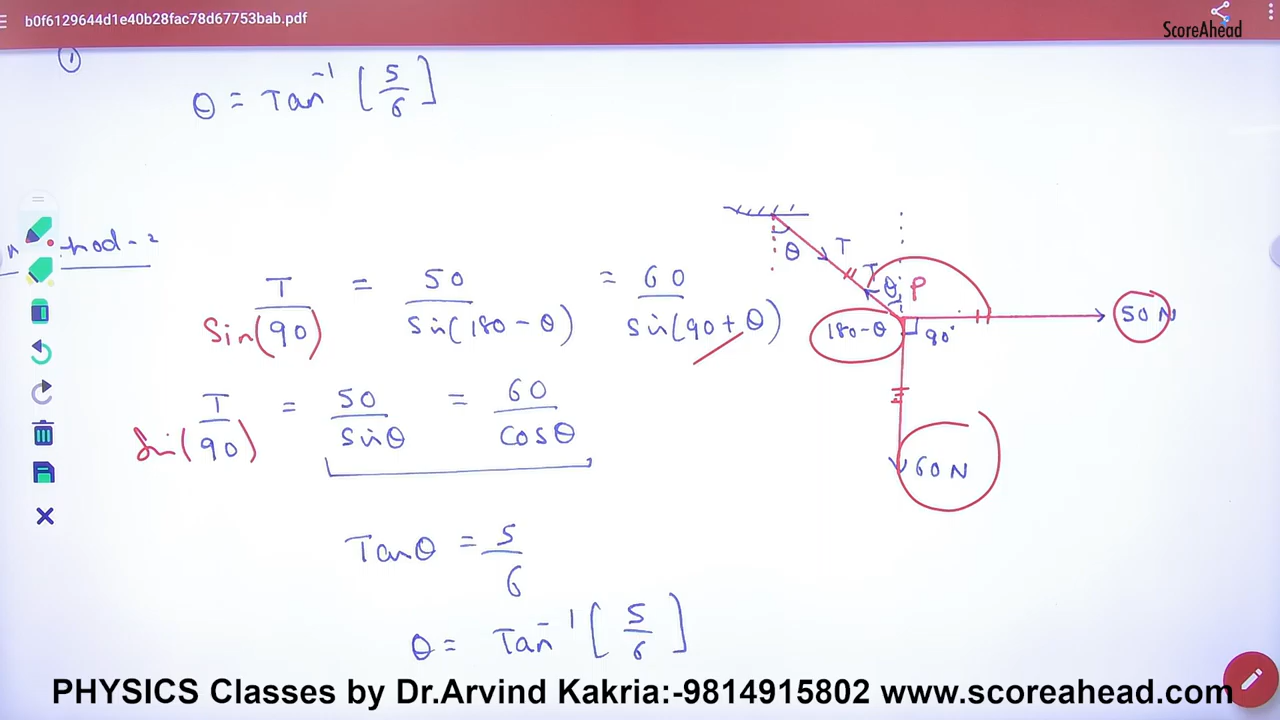 b0f6129644d1e40b28fac78d67753bab.pdf
ScoreAhead
①
θ = Tan⁻¹ [5/6]
hod-2
T/Sin(90) = 50/sin(180-θ) = 60/sin(90+θ)
T/Sin(90) = 50/sinθ = 60/cosθ
Tanθ = 5/6
θ = Tan⁻¹ [5/6]
θ
T
T
θ
P
180-θ
90°
50 N
60 N
PHYSICS Classes by Dr.Arvind Kakria:-9814915802 www.scoreahead.com